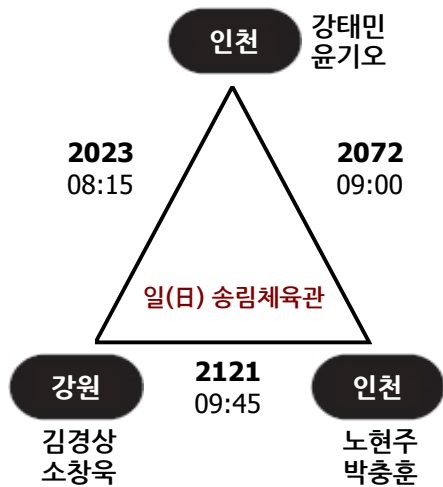 인천
강태민
윤기오
2023
08:15
2072
09:00
일(日) 송림체육관
강원
2121
09:45
인천
김경상
소창욱
노현주
박충훈